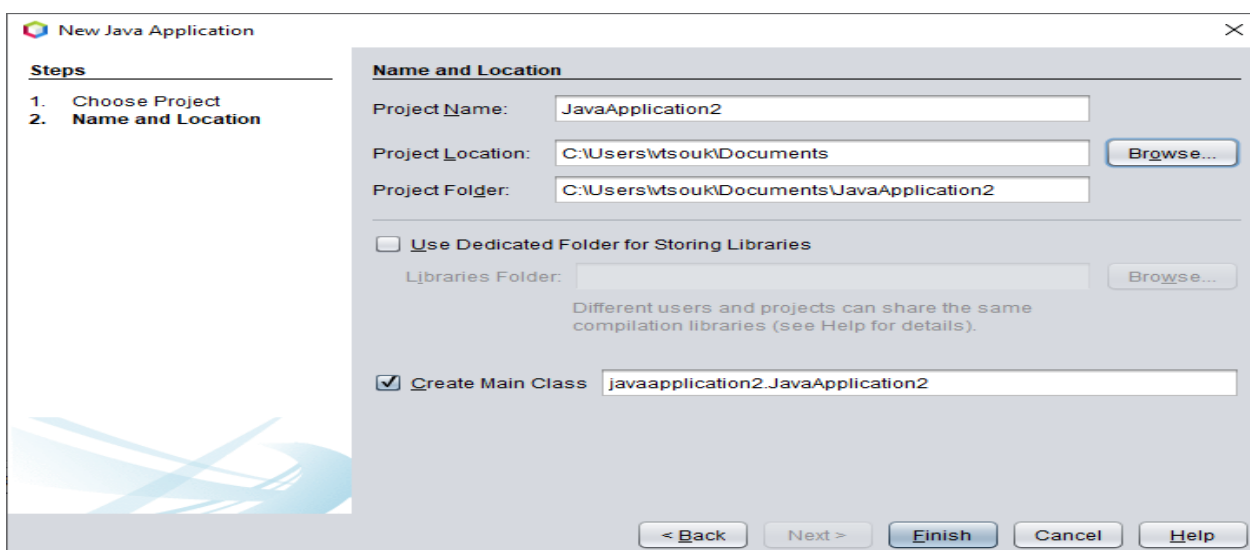 New Java Application
Steps
1. Choose Project
2. Name and Location
Name and Location
Project Name: JavaApplication2
Project Location: C:\Users\vtsouk\Documents Browse...
Project Folder: C:\Users\vtsouk\Documents\JavaApplication2
Use Dedicated Folder for Storing Libraries
Libraries Folder: Browse...
Different users and projects can share the same
compilation libraries (see Help for details).
Create Main Class javaapplication2.JavaApplication2
< Back Next > Finish Cancel Help